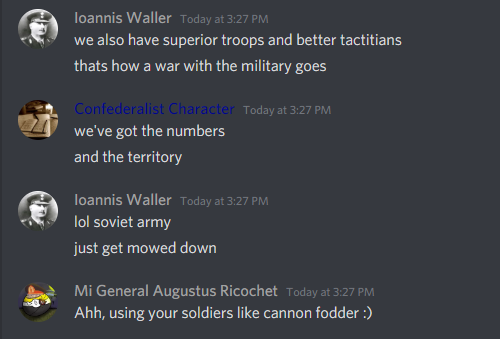 Ioannis Waller Today at 3:27 PM
we also have superior troops and better tactitians
thats how a war with the military goes
Confederalist Character Today at 3:27 PM
we've got the numbers
and the territory
Ioannis Waller Today at 3:27 PM
lol soviet army
just get mowed down
Mi General Augustus Ricochet Today at 3:27 PM
Ahh, using your soldiers like cannon fodder :)